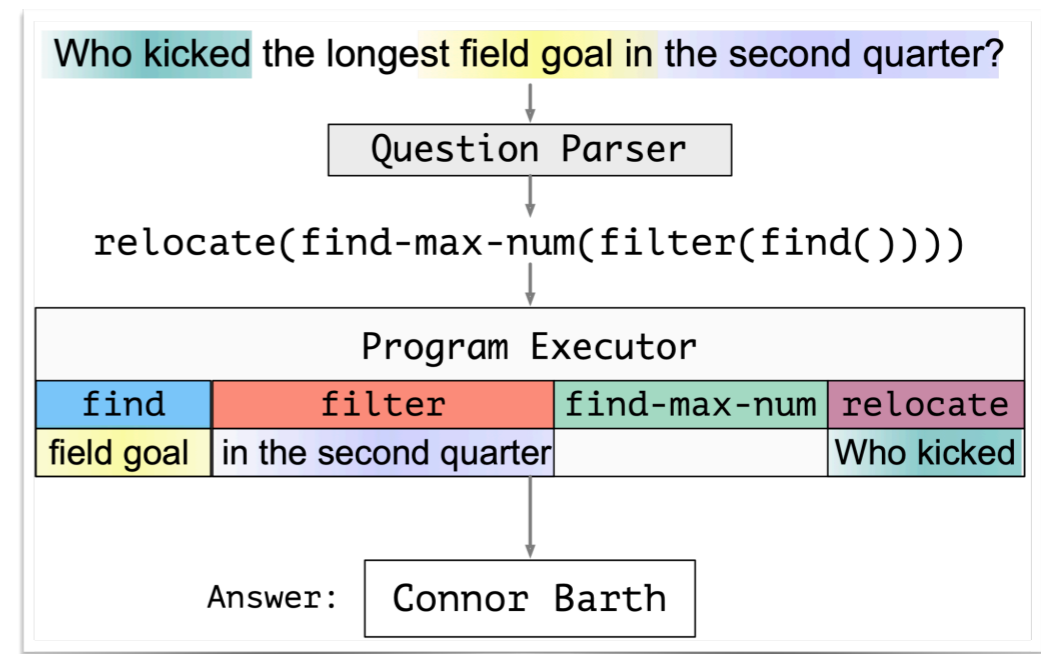 Who kicked the longest field goal in the second quarter?
Question Parser
relocate(find-max-num(filter(find())))
Program Executor
find filter find-max-num relocate
field goal in the second quarter Who kicked
Answer: Connor Barth